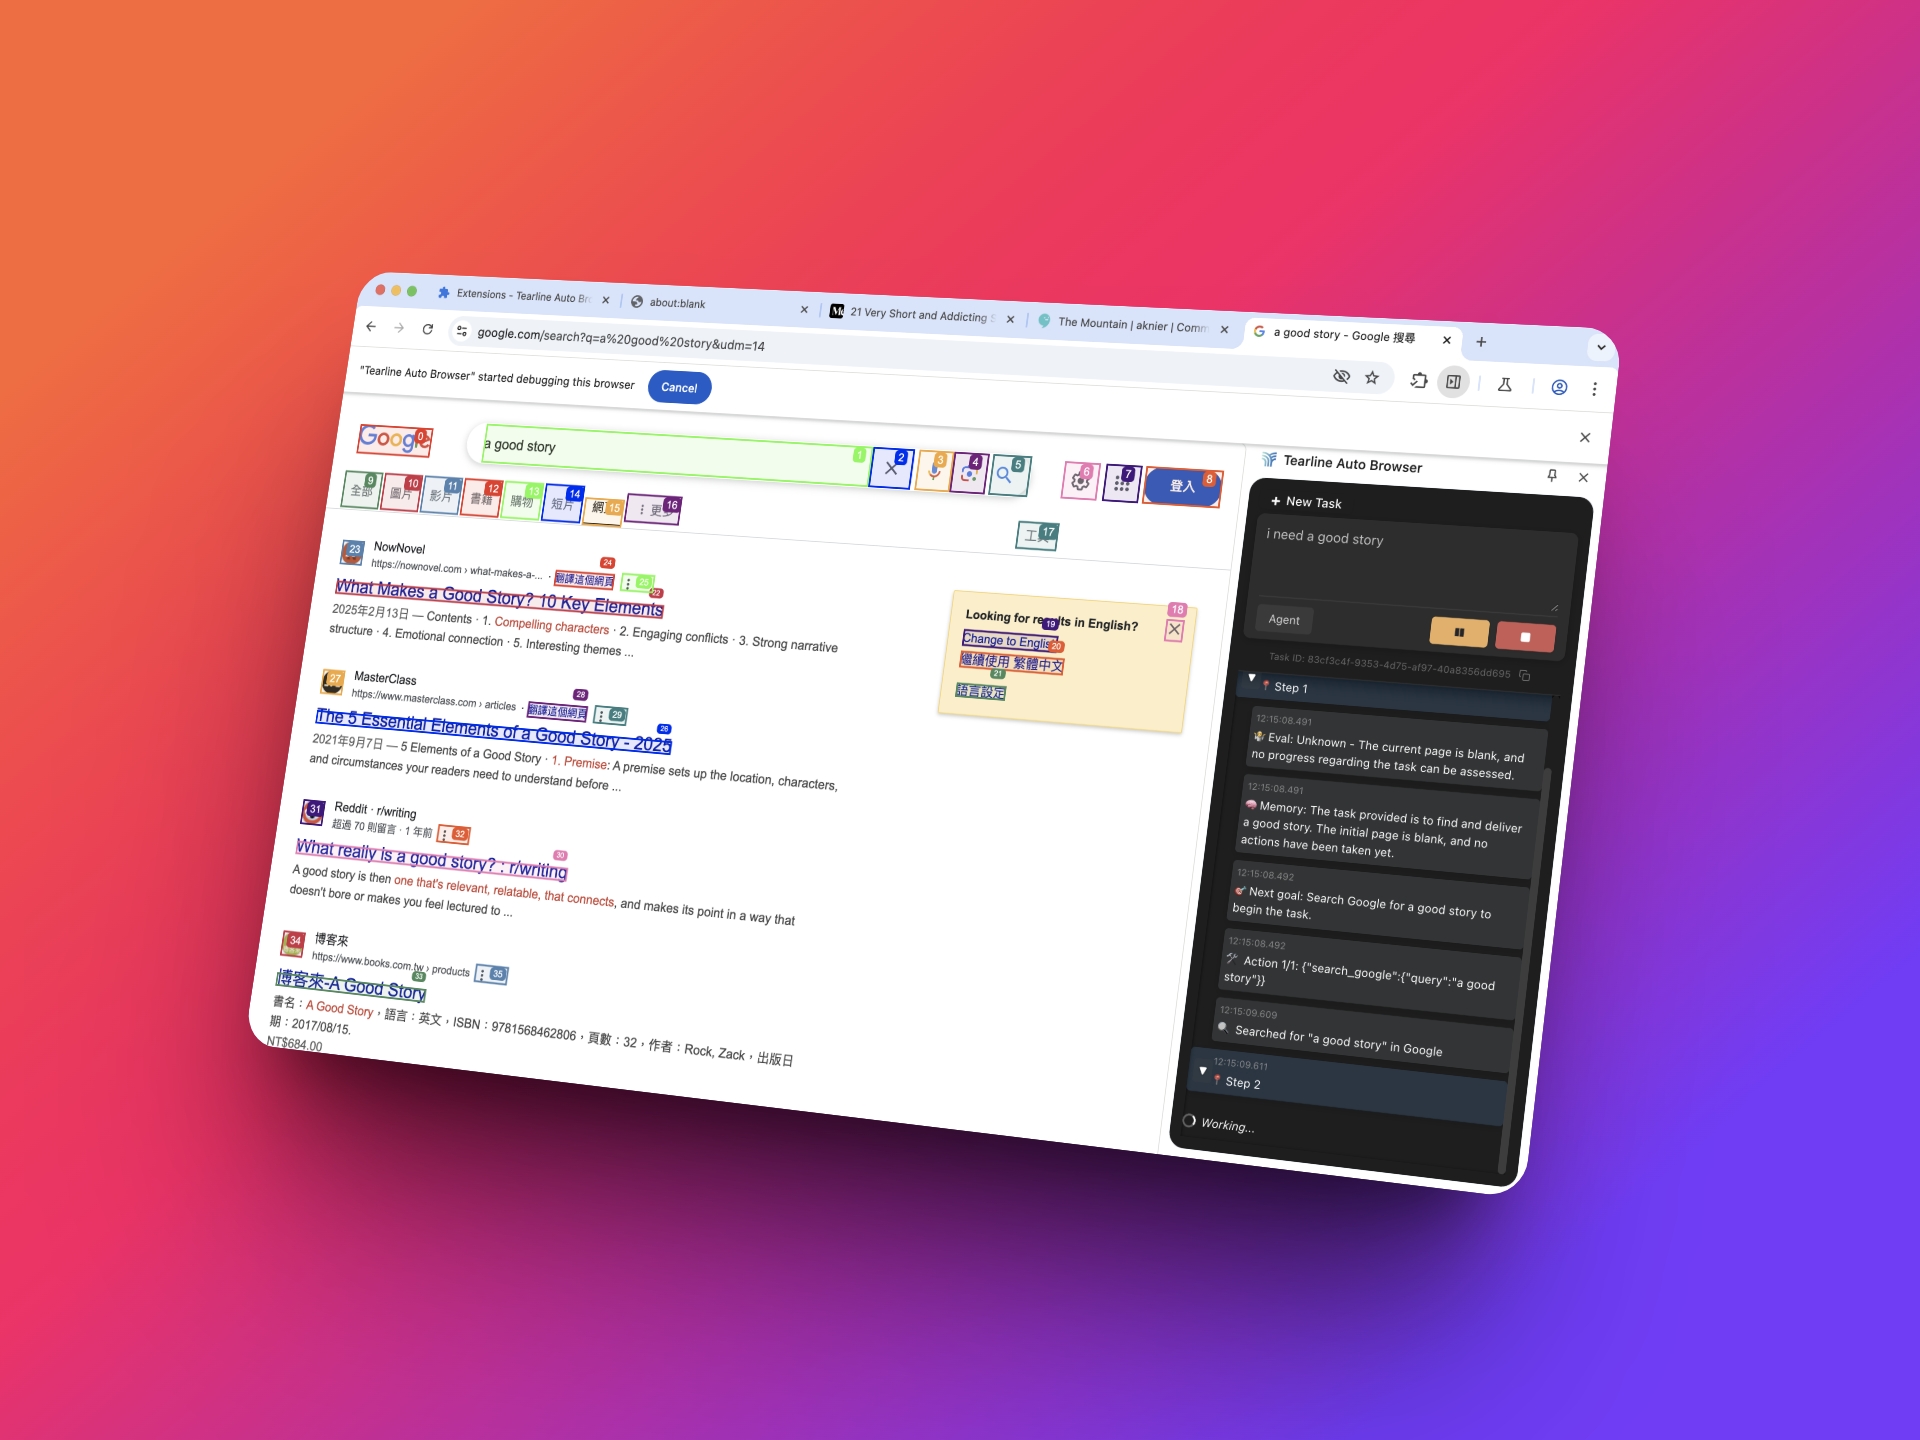 Extensions - Tearline Auto Br
about:blank
21 Very Short and Addicting S
The Mountain | aknier | Comm
a good story - Google 搜尋
google.com/search?q=a%20good%20story&udm=14
"Tearline Auto Browser" started debugging this browser
Cancel
Google
0
a good story
1
2
3
4
5
6
7
登入
8
全部
9
圖片
10
影片
11
書籍
12
購物
13
短片
14
15
16
17
23
NowNovel
https://nownovel.com › what-makes-a-... ·
翻譯這個網頁
24
25
22
What Makes a Good Story? 10 Key Elements
2025年2月13日 — Contents · 1. Compelling characters · 2. Engaging conflicts · 3. Strong narrative
structure · 4. Emotional connection · 5. Interesting themes ...
27
MasterClass
https://www.masterclass.com › articles ·
翻譯這個網頁
28
29
26
The 5 Essential Elements of a Good Story - 2025
2021年9月7日 — 5 Elements of a Good Story · 1. Premise: A premise sets up the location, characters,
and circumstances your readers need to understand before ...
31
Reddit · r/writing
超過 70 則留言 · 1 年前
32
30
What really is a good story? : r/writing
A good story is then one that's relevant, relatable, that connects, and makes its point in a way that
doesn't bore or makes you feel lectured to ...
34
博客來
https://www.books.com.tw › products
35
33
博客來-A Good Story
書名：A Good Story，語言：英文，ISBN：9781568462806，頁數：32，作者：Rock, Zack，出版日
期：2017/08/15.
NT$684.00
18
Looking for results in English?
19
Change to English
20
繼續使用 繁體中文
21
語言設定
Tearline Auto Browser
+ New Task
i need a good story
Agent
Task ID: 83cf3c4f-9353-4d75-af97-40a8356dd695
Step 1
12:15:08.491
Eval: Unknown - The current page is blank, and
no progress regarding the task can be assessed.
12:15:08.491
Memory: The task provided is to find and deliver
a good story. The initial page is blank, and no
actions have been taken yet.
12:15:08.492
Next goal: Search Google for a good story to
begin the task.
12:15:08.492
Action 1/1: {"search_google":{"query":"a good
story"}}
12:15:09.609
Searched for "a good story" in Google
12:15:09.611
Step 2
Working...